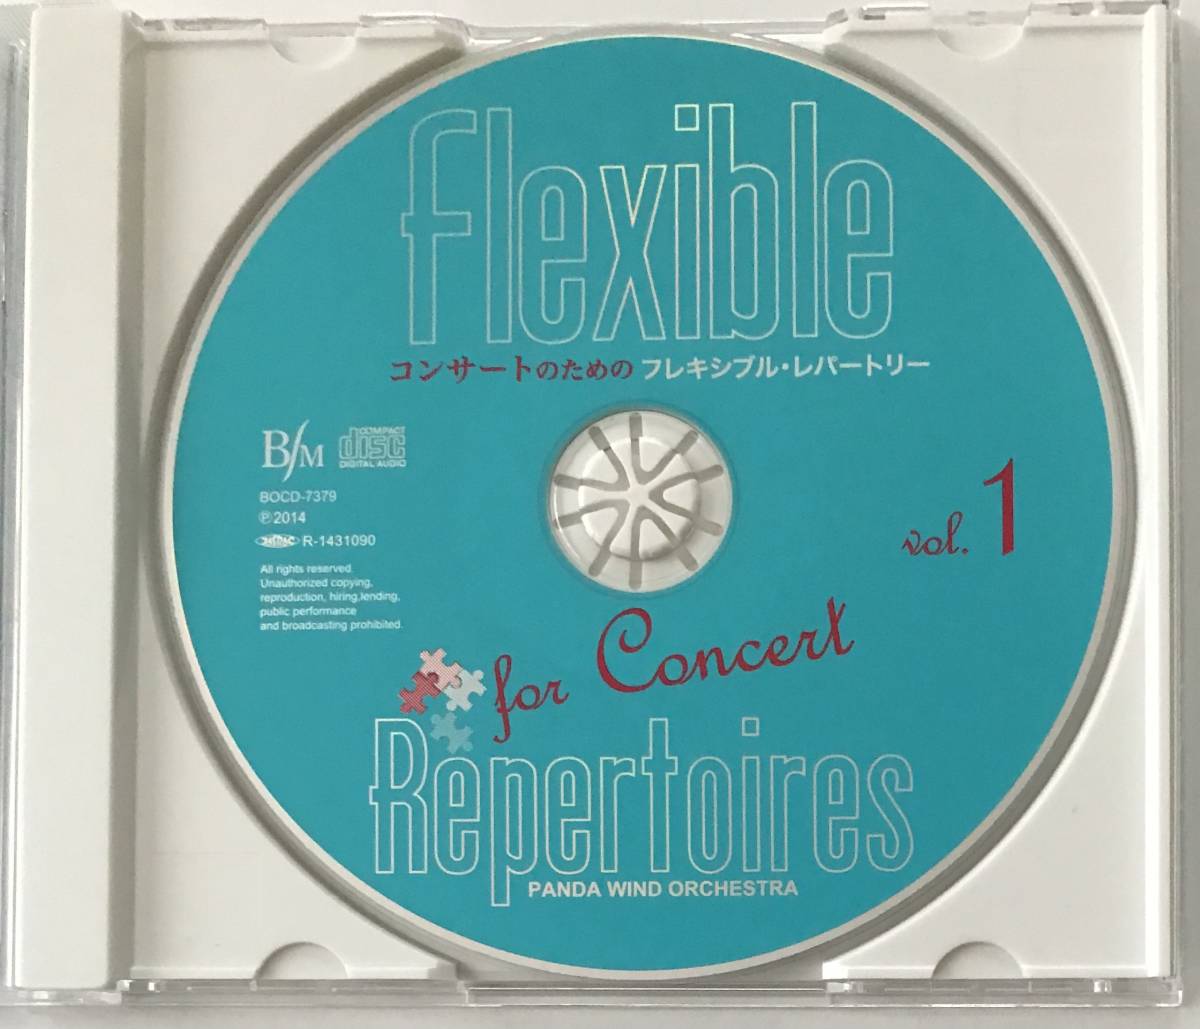 flexible
コンサートのための フレキシブル・レパートリー
B/M
COMPACT
disc
DIGITAL AUDIO
BOCD-7379
℗2014
R-1431090
All rights reserved.
Unauthorized copying,
reproduction, hiring,lending,
public performance
and broadcasting prohibited.
vol. 1
for Concert
Repertoires
PANDA WIND ORCHESTRA